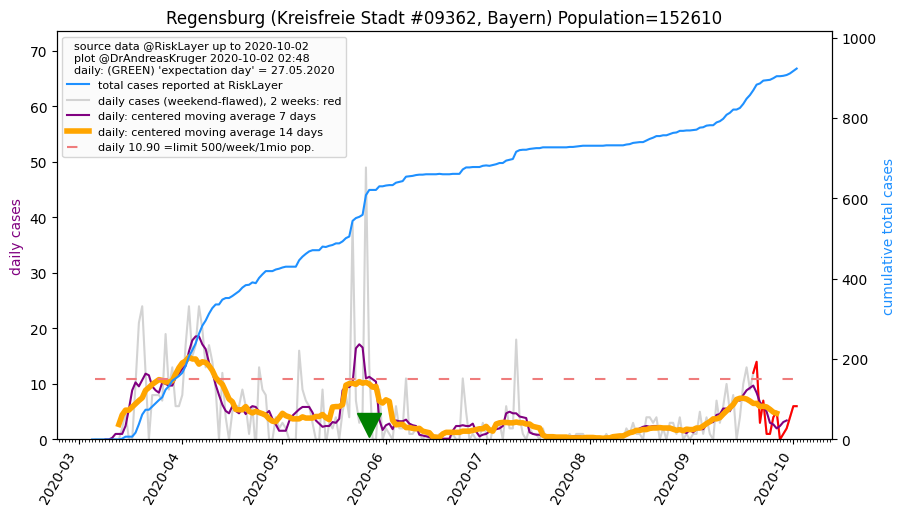 Regensburg (Kreisfreie Stadt #09362, Bayern) Population=152610
source data @RiskLayer up to 2020-10-02
plot @DrAndreasKruger 2020-10-02 02:48
daily: (GREEN) 'expectation day' = 27.05.2020
total cases reported at RiskLayer
daily cases (weekend-flawed), 2 weeks: red
daily: centered moving average 7 days
daily: centered moving average 14 days
daily 10.90 =limit 500/week/1mio pop.
daily cases
70
60
50
40
30
20
10
0
cumulative total cases
1000
800
600
400
200
0
2020-03
2020-04
2020-05
2020-06
2020-07
2020-08
2020-09
2020-10